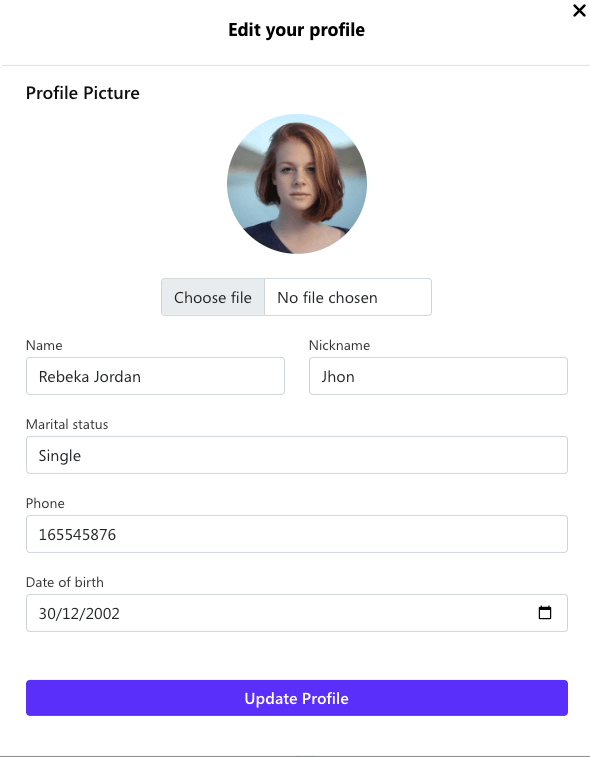 Edit your profile
Profile Picture
Choose file No file chosen
Name Nickname
Rebeka Jordan Jhon
Marital status
Single
Phone
165545876
Date of birth
30/12/2002
Update Profile